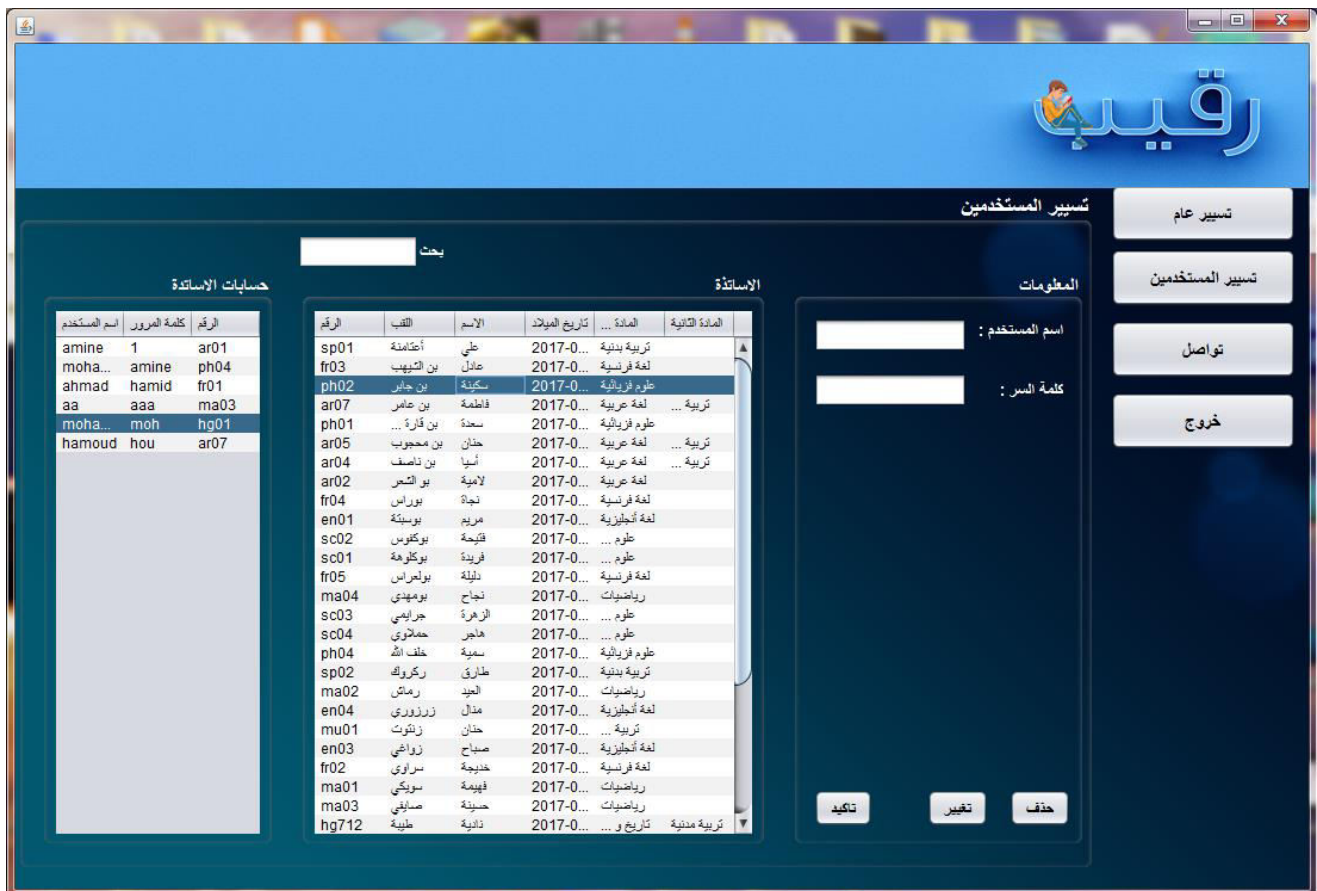 رقيب
تسيير المستخدمين
تسيير عام
تسيير المستخدمين
تواصل
خروج
المعلومات
اسم المستخدم :
كلمة السر :
حذف تغيير تاكيد
بحث
الاساتذة
الرقم اللقب الاسم تاريخ الميلاد المادة ... المادة الثانية
sp01 أعثامنة علي 2017-0... تربية بدنية
fr03 بن الشيهب عادل 2017-0... لغة فرنسية
ph02 بن جابر سكينة 2017-0... علوم فزيائية
ar07 بن عامر فاطمة 2017-0... لغة عربية تربية ...
ph01 بن قارة ... سعدة 2017-0... علوم فزيائية
ar05 بن محجوب حنان 2017-0... لغة عربية تربية ...
ar04 بن ناصف أسيا 2017-0... لغة عربية تربية ...
ar02 بو الشعر لامية 2017-0... لغة عربية
fr04 بوراس نجاة 2017-0... لغة فرنسية
en01 بوسبتة مريم 2017-0... لغة أنجليزية
sc02 بوكفوس فتيحة 2017-0... علوم ...
sc01 بوكلوهة فريدة 2017-0... علوم ...
fr05 بولعراس دليلة 2017-0... لغة فرنسية
ma04 بومهدي نجاح 2017-0... رياضيات
sc03 جرايمي الزهرة 2017-0... علوم ...
sc04 حملاوي هاجر 2017-0... علوم ...
ph04 خلف الله سمية 2017-0... علوم فزيائية
sp02 ركروك طارق 2017-0... تربية بدنية
ma02 رماش العيد 2017-0... رياضيات
en04 زرزوري منال 2017-0... لغة أنجليزية
mu01 زنتوت حنان 2017-0... تربية ...
en03 زواغي صباح 2017-0... لغة أنجليزية
fr02 سراوي خديجة 2017-0... لغة فرنسية
ma01 سويكي فهيمة 2017-0... رياضيات
ma03 صايفي حسينة 2017-0... رياضيات
hg712 طيبة نادية 2017-0... تاريخ و ... تربية مدنية
حسابات الاساتدة
اسم المستخدم كلمة المرور الرقم
amine 1 ar01
moha... amine ph04
ahmad hamid fr01
aa aaa ma03
moha... moh hg01
hamoud hou ar07